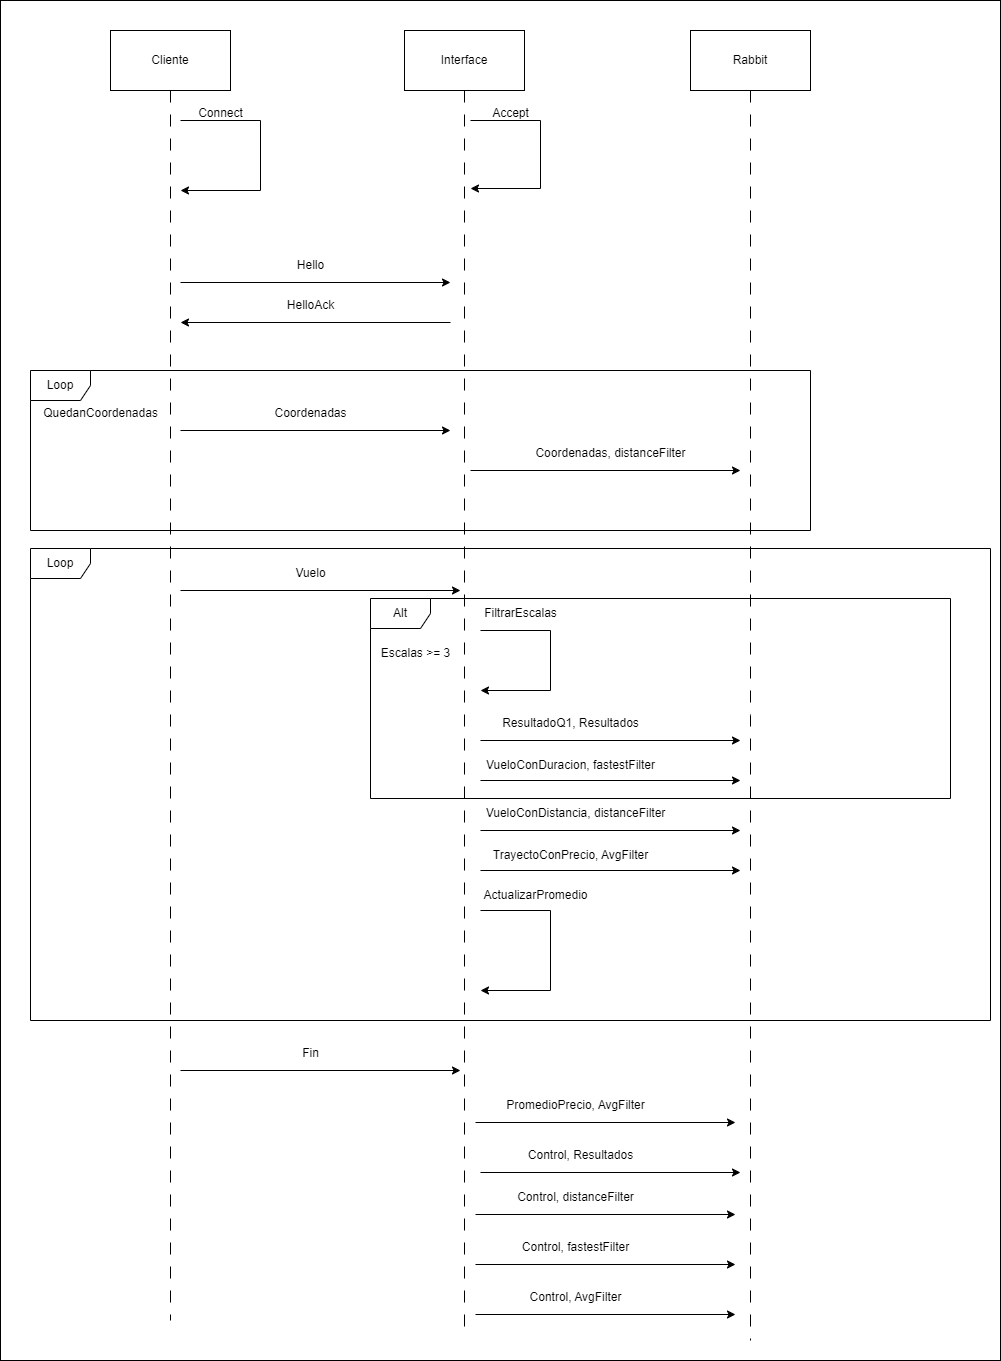 Cliente
Interface
Rabbit
Connect
Accept
Hello
HelloAck
Loop
QuedanCoordenadas
Coordenadas
Coordenadas, distanceFilter
Loop
Vuelo
Alt
FiltrarEscalas
Escalas >= 3
ResultadoQ1, Resultados
VueloConDuracion, fastestFilter
VueloConDistancia, distanceFilter
TrayectoConPrecio, AvgFilter
ActualizarPromedio
Fin
PromedioPrecio, AvgFilter
Control, Resultados
Control, distanceFilter
Control, fastestFilter
Control, AvgFilter